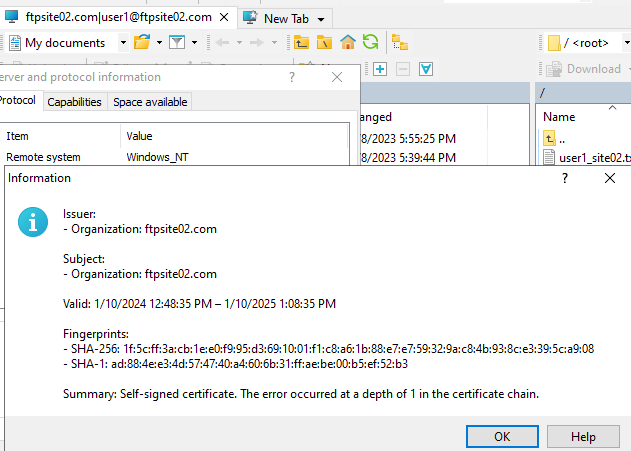 ftpsite02.com|user1@ftpsite02.com
New Tab
My documents
/ <root>
Download
erver and protocol information
rotocol
Capabilities
Space available
anged
/
Name
Item
Value
8/2023 5:55:25 PM
..
Remote system
Windows_NT
8/2023 5:39:44 PM
user1_site02.tx
Information
Issuer:
- Organization: ftpsite02.com
Subject:
- Organization: ftpsite02.com
Valid: 1/10/2024 12:48:35 PM – 1/10/2025 1:08:35 PM
Fingerprints:
- SHA-256: 1f:5c:ff:3a:cb:1e:e0:f9:95:d3:69:10:01:f1:c8:a6:1b:88:e7:e7:59:32:9a:c8:4b:93:8c:e3:39:5c:a9:08
- SHA-1: ad:88:4e:e3:4d:57:47:40:a4:60:6b:31:ff:ae:be:00:b5:ef:52:b3
Summary: Self-signed certificate. The error occurred at a depth of 1 in the certificate chain.
OK
Help